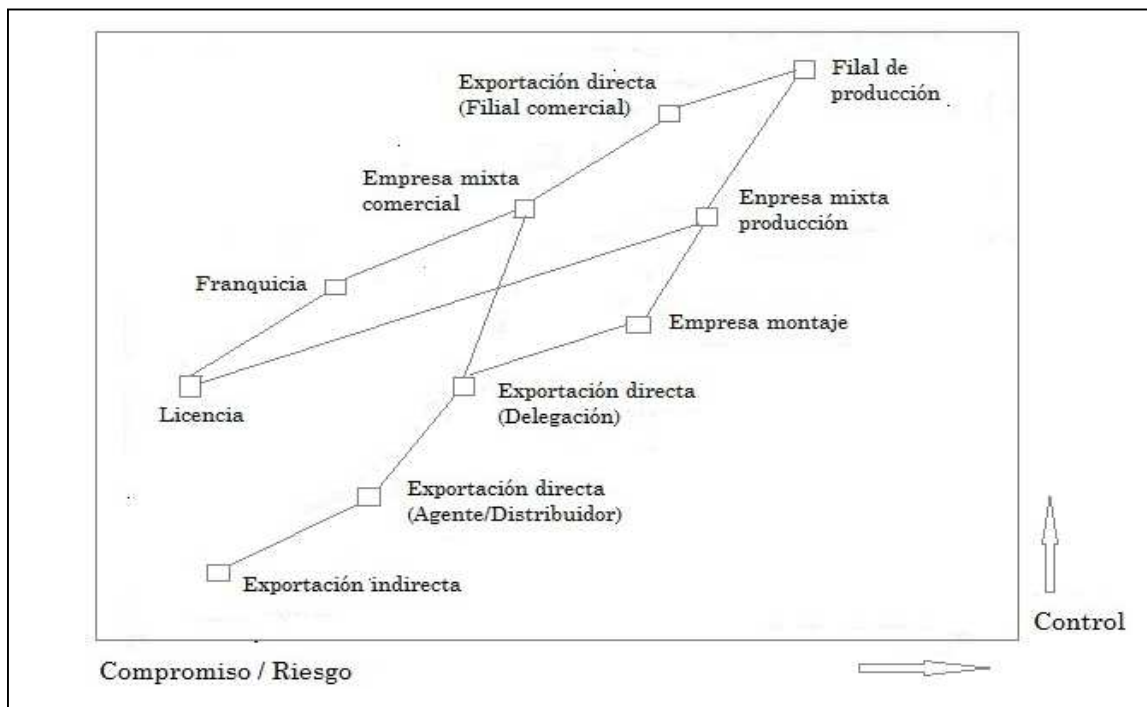 Exportación directa
(Filial comercial)
Filal de
producción
Empresa mixta
comercial
Enpresa mixta
producción
Franquicia
Empresa montaje
Licencia
Exportación directa
(Delegación)
Exportación directa
(Agente/Distribuidor)
Exportación indirecta
Control
Compromiso / Riesgo